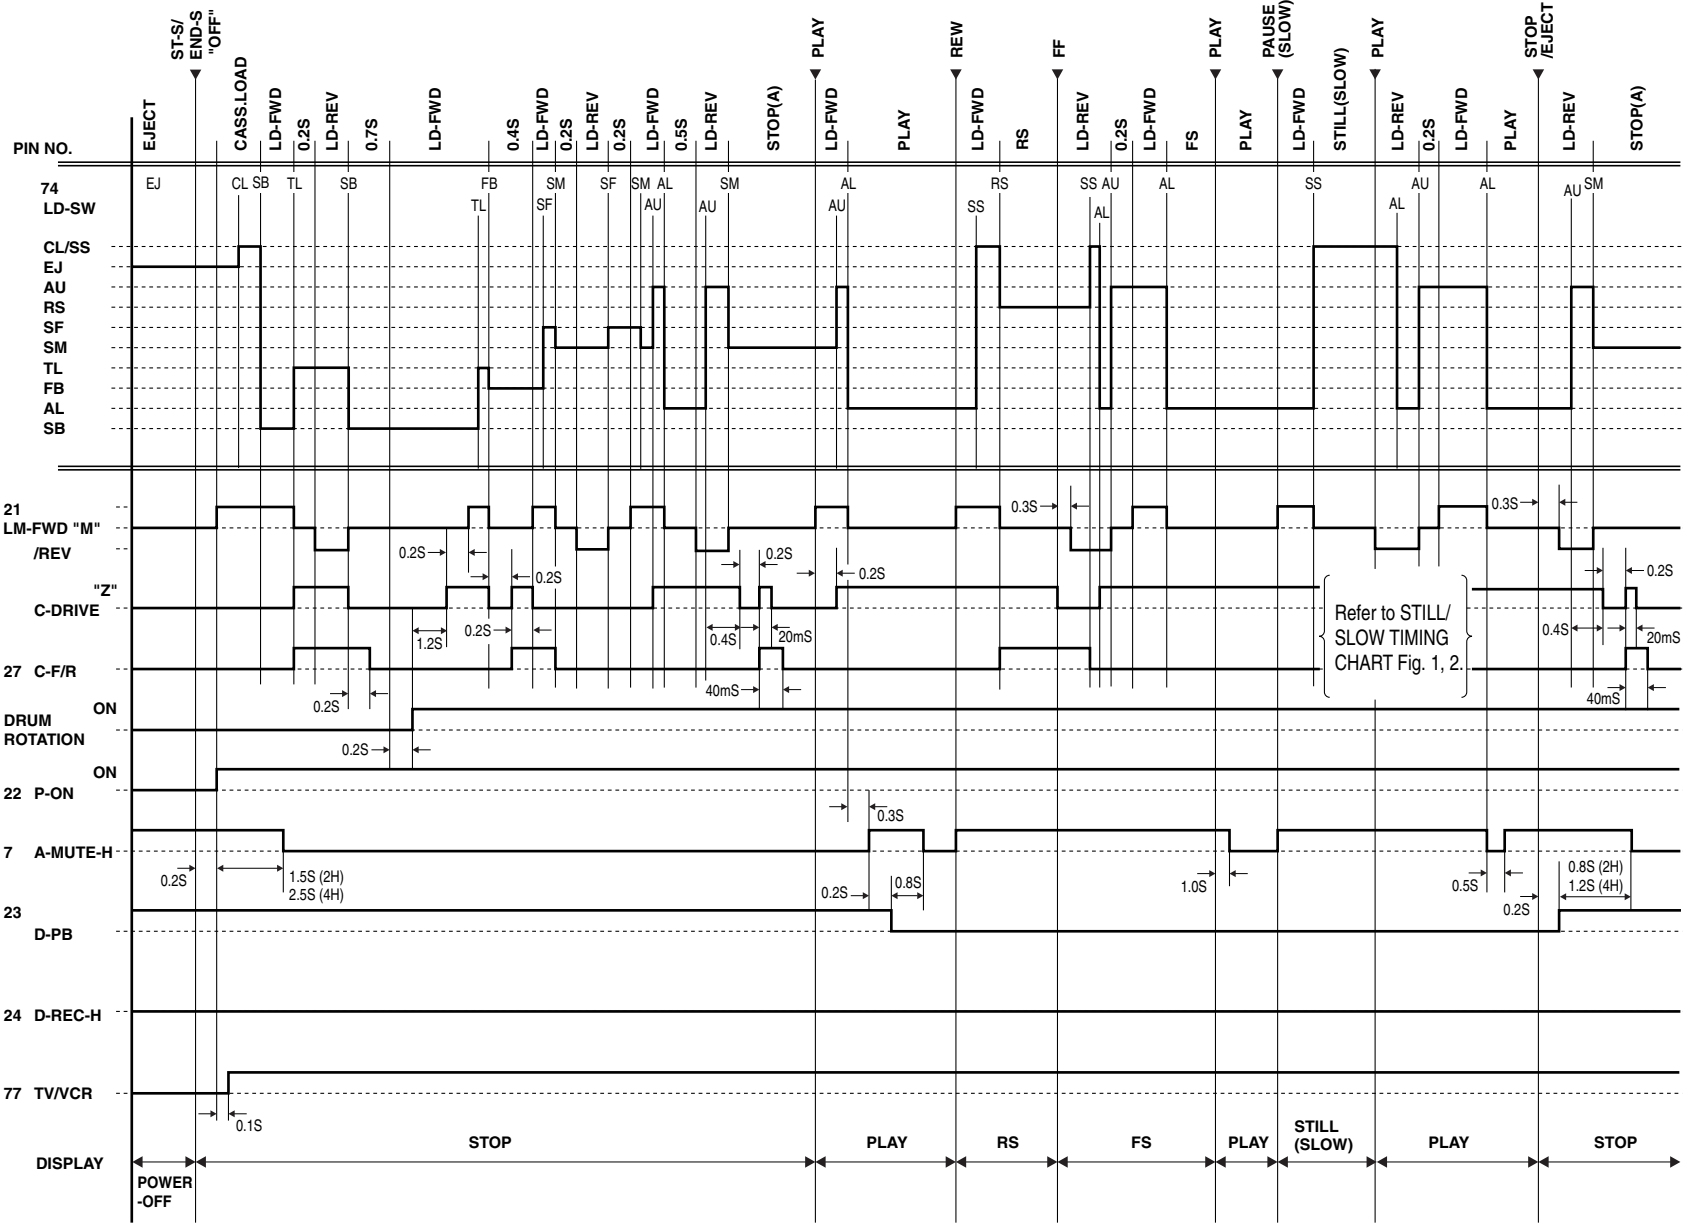 ST-S/
END-S
"OFF"
PLAY
REW
FF
PLAY
PAUSE
(SLOW)
PLAY
STOP
/EJECT
EJECT
CASS.LOAD
LD-FWD
0.2S
LD-REV
0.7S
LD-FWD
0.4S
LD-FWD
0.2S
LD-REV
0.2S
LD-FWD
0.5S
LD-REV
STOP(A)
LD-FWD
PLAY
LD-FWD
RS
LD-REV
0.2S
LD-FWD
FS
PLAY
LD-FWD
STILL(SLOW)
LD-REV
0.2S
LD-FWD
PLAY
LD-REV
STOP(A)
PIN NO.
74
LD-SW
EJ CL SB TL SB FB SM SF SM AL SM AL RS SS AU AL SS AU AL AU SM
TL SF AU AU AU SS AL AL
CL/SS
EJ
AU
RS
SF
SM
TL
FB
AL
SB
21
LM-FWD "M"
/REV
0.3S
0.3S
0.2S
0.2S
0.2S
0.2S
0.2S
"Z"
C-DRIVE
1.2S
0.2S
0.4S
20mS
0.4S
20mS
Refer to STILL/
SLOW TIMING
CHART Fig. 1, 2.
27 C-F/R
0.2S
40mS
40mS
ON
DRUM
ROTATION
0.2S
ON
22 P-ON
0.3S
7 A-MUTE-H
0.2S
1.5S (2H)
2.5S (4H)
0.2S
0.8S
1.0S
0.5S
0.2S
0.8S (2H)
1.2S (4H)
23
D-PB
24 D-REC-H
77 TV/VCR
0.1S
DISPLAY
POWER
-OFF
STOP
PLAY
RS
FS
PLAY
STILL
(SLOW)
PLAY
STOP